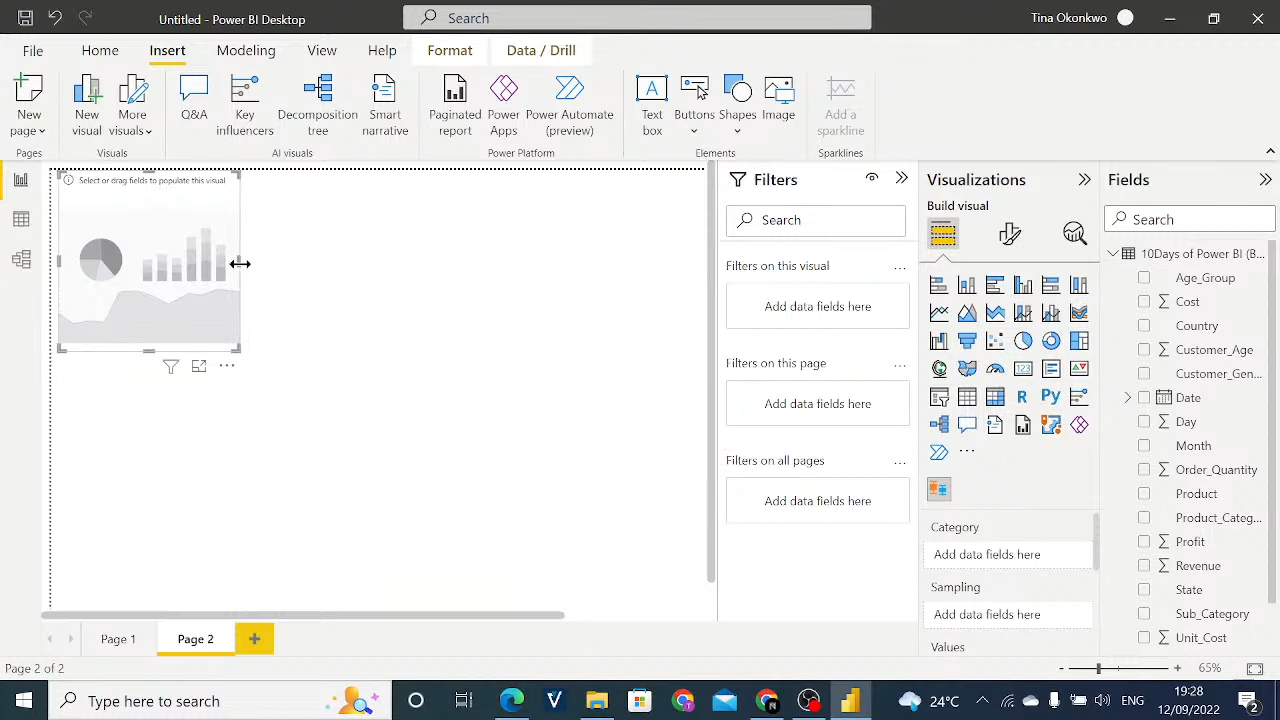 Untitled - Power BI Desktop
Search
Tina Okonkwo
File
Home
Insert
Modeling
View
Help
Format
Data / Drill
New page
New visual
More visuals
Q&A
Key influencers
Decomposition tree
Smart narrative
Paginated report
Power Apps
Power Automate (preview)
Text box
Buttons
Shapes
Image
Add a sparkline
Pages
Visuals
AI visuals
Power Platform
Elements
Sparklines
Select or drag fields to populate this visual
Filters
Search
Filters on this visual
...
Add data fields here
Filters on this page
...
Add data fields here
Filters on all pages
...
Add data fields here
Visualizations
Build visual
123
R
Py
...
Category
Add data fields here
Sampling
Add data fields here
Values
Fields
Search
10Days of Power BI (B...
Age_Group
Cost
Country
Customer_Age
Customer_Gen...
Date
Day
Month
Order_Quantity
Product
Product_Categ...
Profit
Revenue
State
Sub_Category
Unit_Cost
Page 1
Page 2
Page 2 of 2
65%
Type here to search
24°C
ENG
19:28
12/09/2022
2